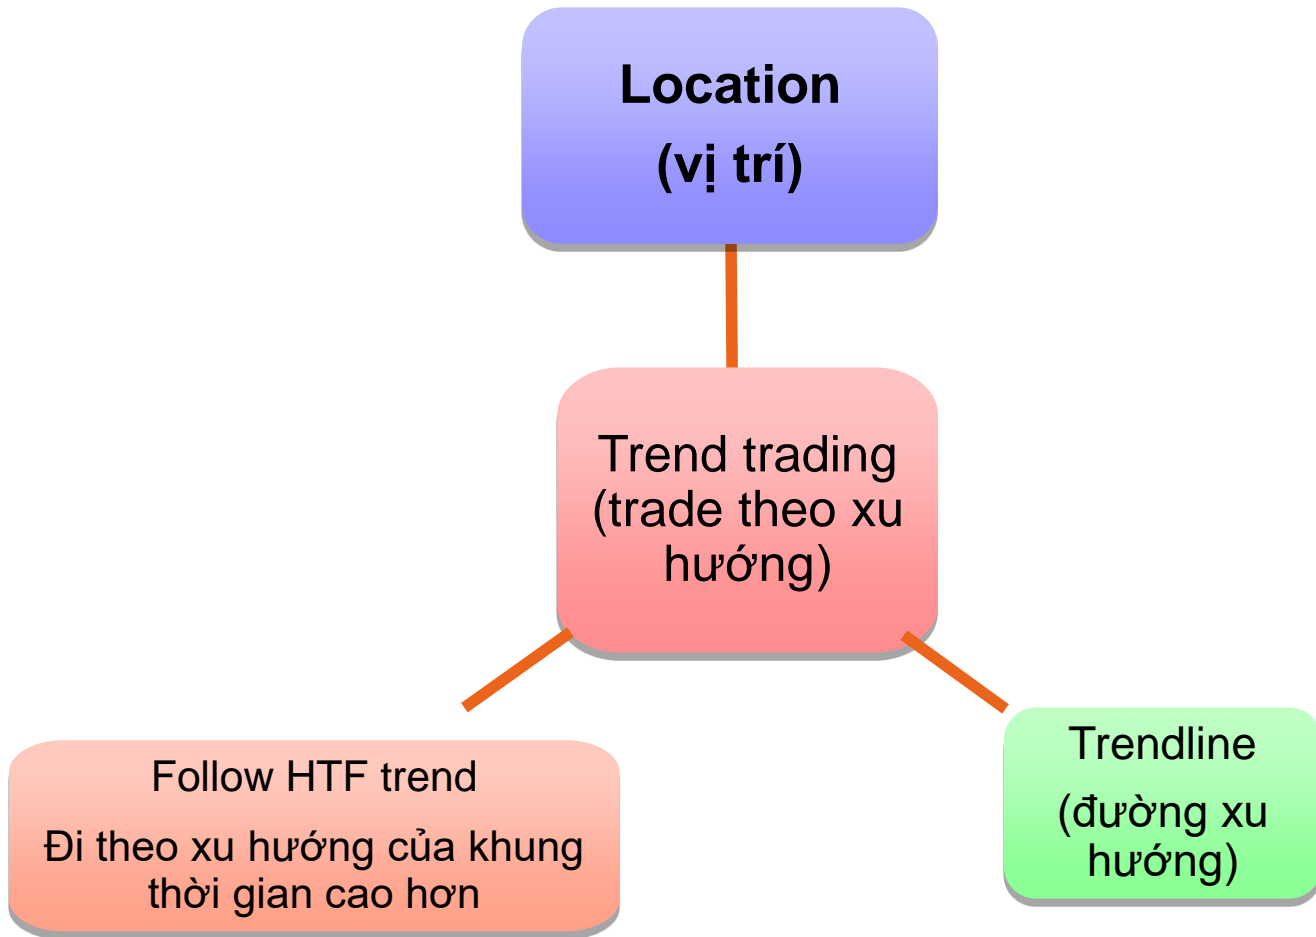 Location
(vị trí)
Trend trading
(trade theo xu
hướng)
Follow HTF trend
Đi theo xu hướng của khung
thời gian cao hơn
Trendline
(đường xu
hướng)